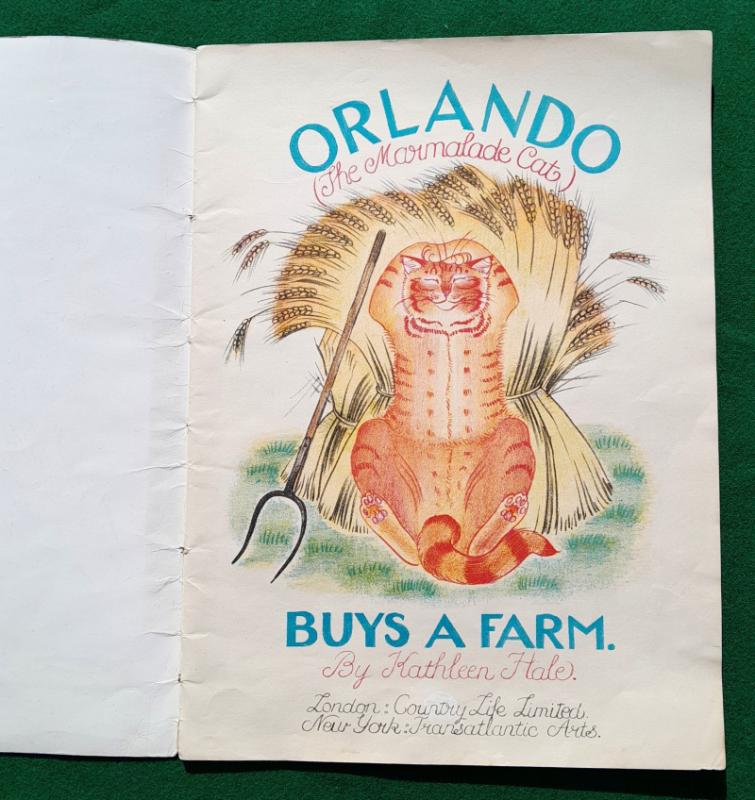 ORLANDO
(The Marmalade Cat)
BUYS A FARM.
By Kathleen Hale.
London: Country Life Limited.
New York: Transatlantic Arts.